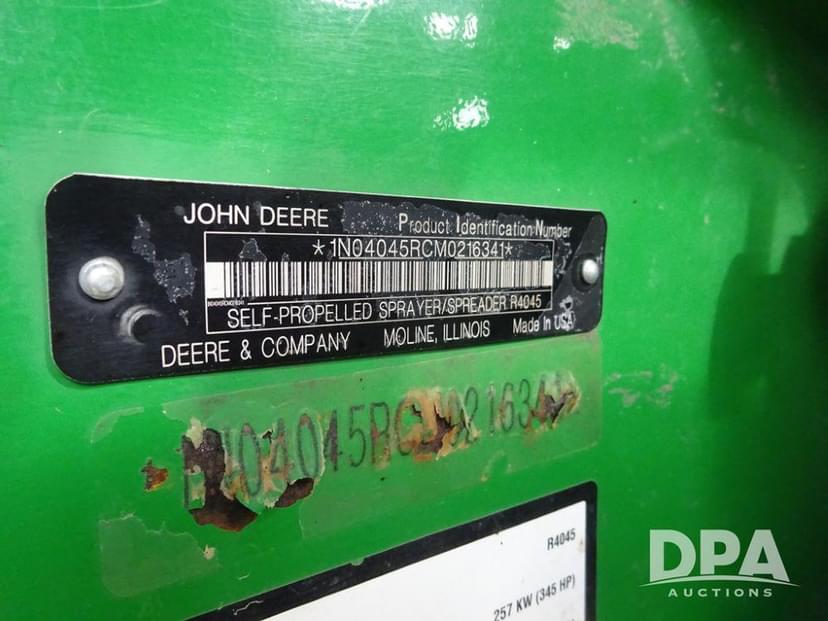 JOHN DEERE Product Identification Number
*1N04045RCM0216341*
SELF-PROPELLED SPRAYER/SPREADER R4045
DEERE & COMPANY MOLINE, ILLINOIS Made In USA
R4045
257 KW (345 HP)
DPA
AUCTIONS